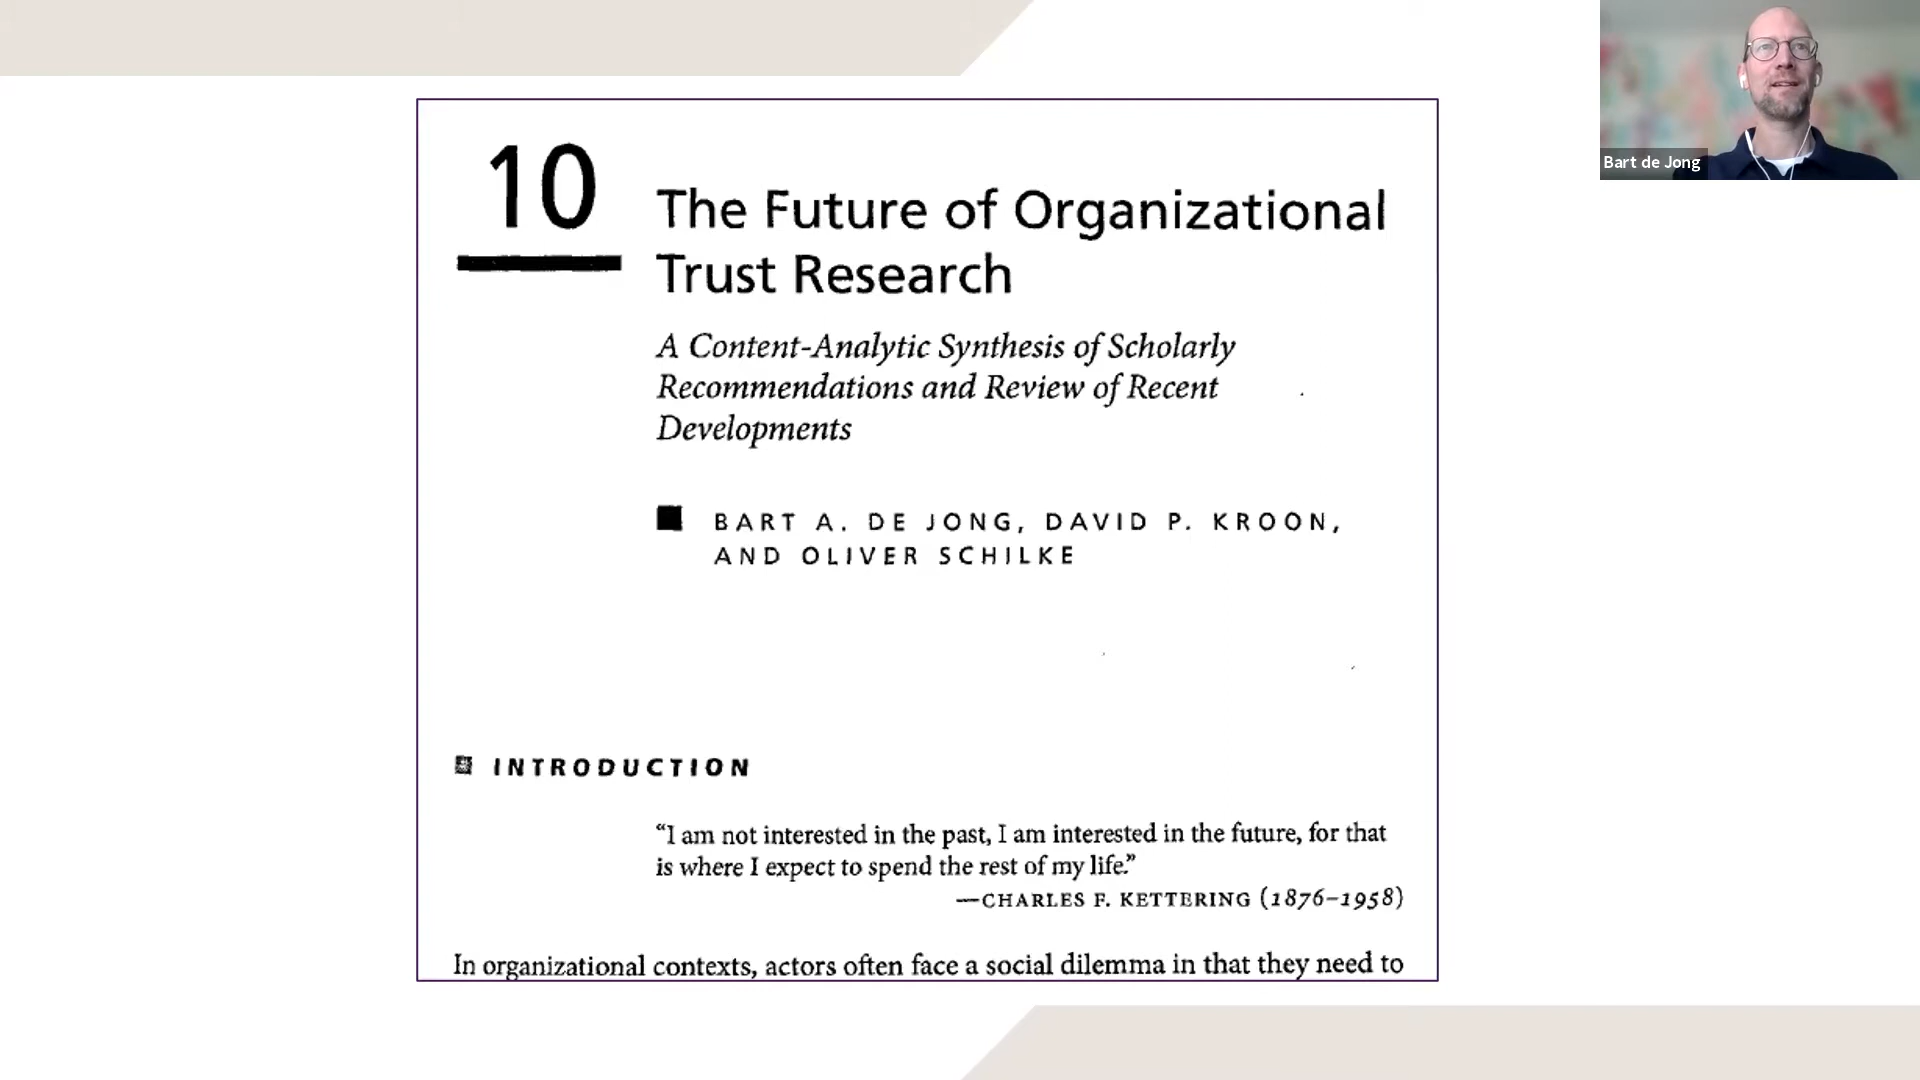 10
The Future of Organizational
Trust Research
A Content-Analytic Synthesis of Scholarly
Recommendations and Review of Recent
Developments
BART A. DE JONG, DAVID P. KROON,
AND OLIVER SCHILKE
INTRODUCTION
“I am not interested in the past, I am interested in the future, for that
is where I expect to spend the rest of my life.”
—CHARLES F. KETTERING (1876–1958)
In organizational contexts, actors often face a social dilemma in that they need to
Bart de Jong